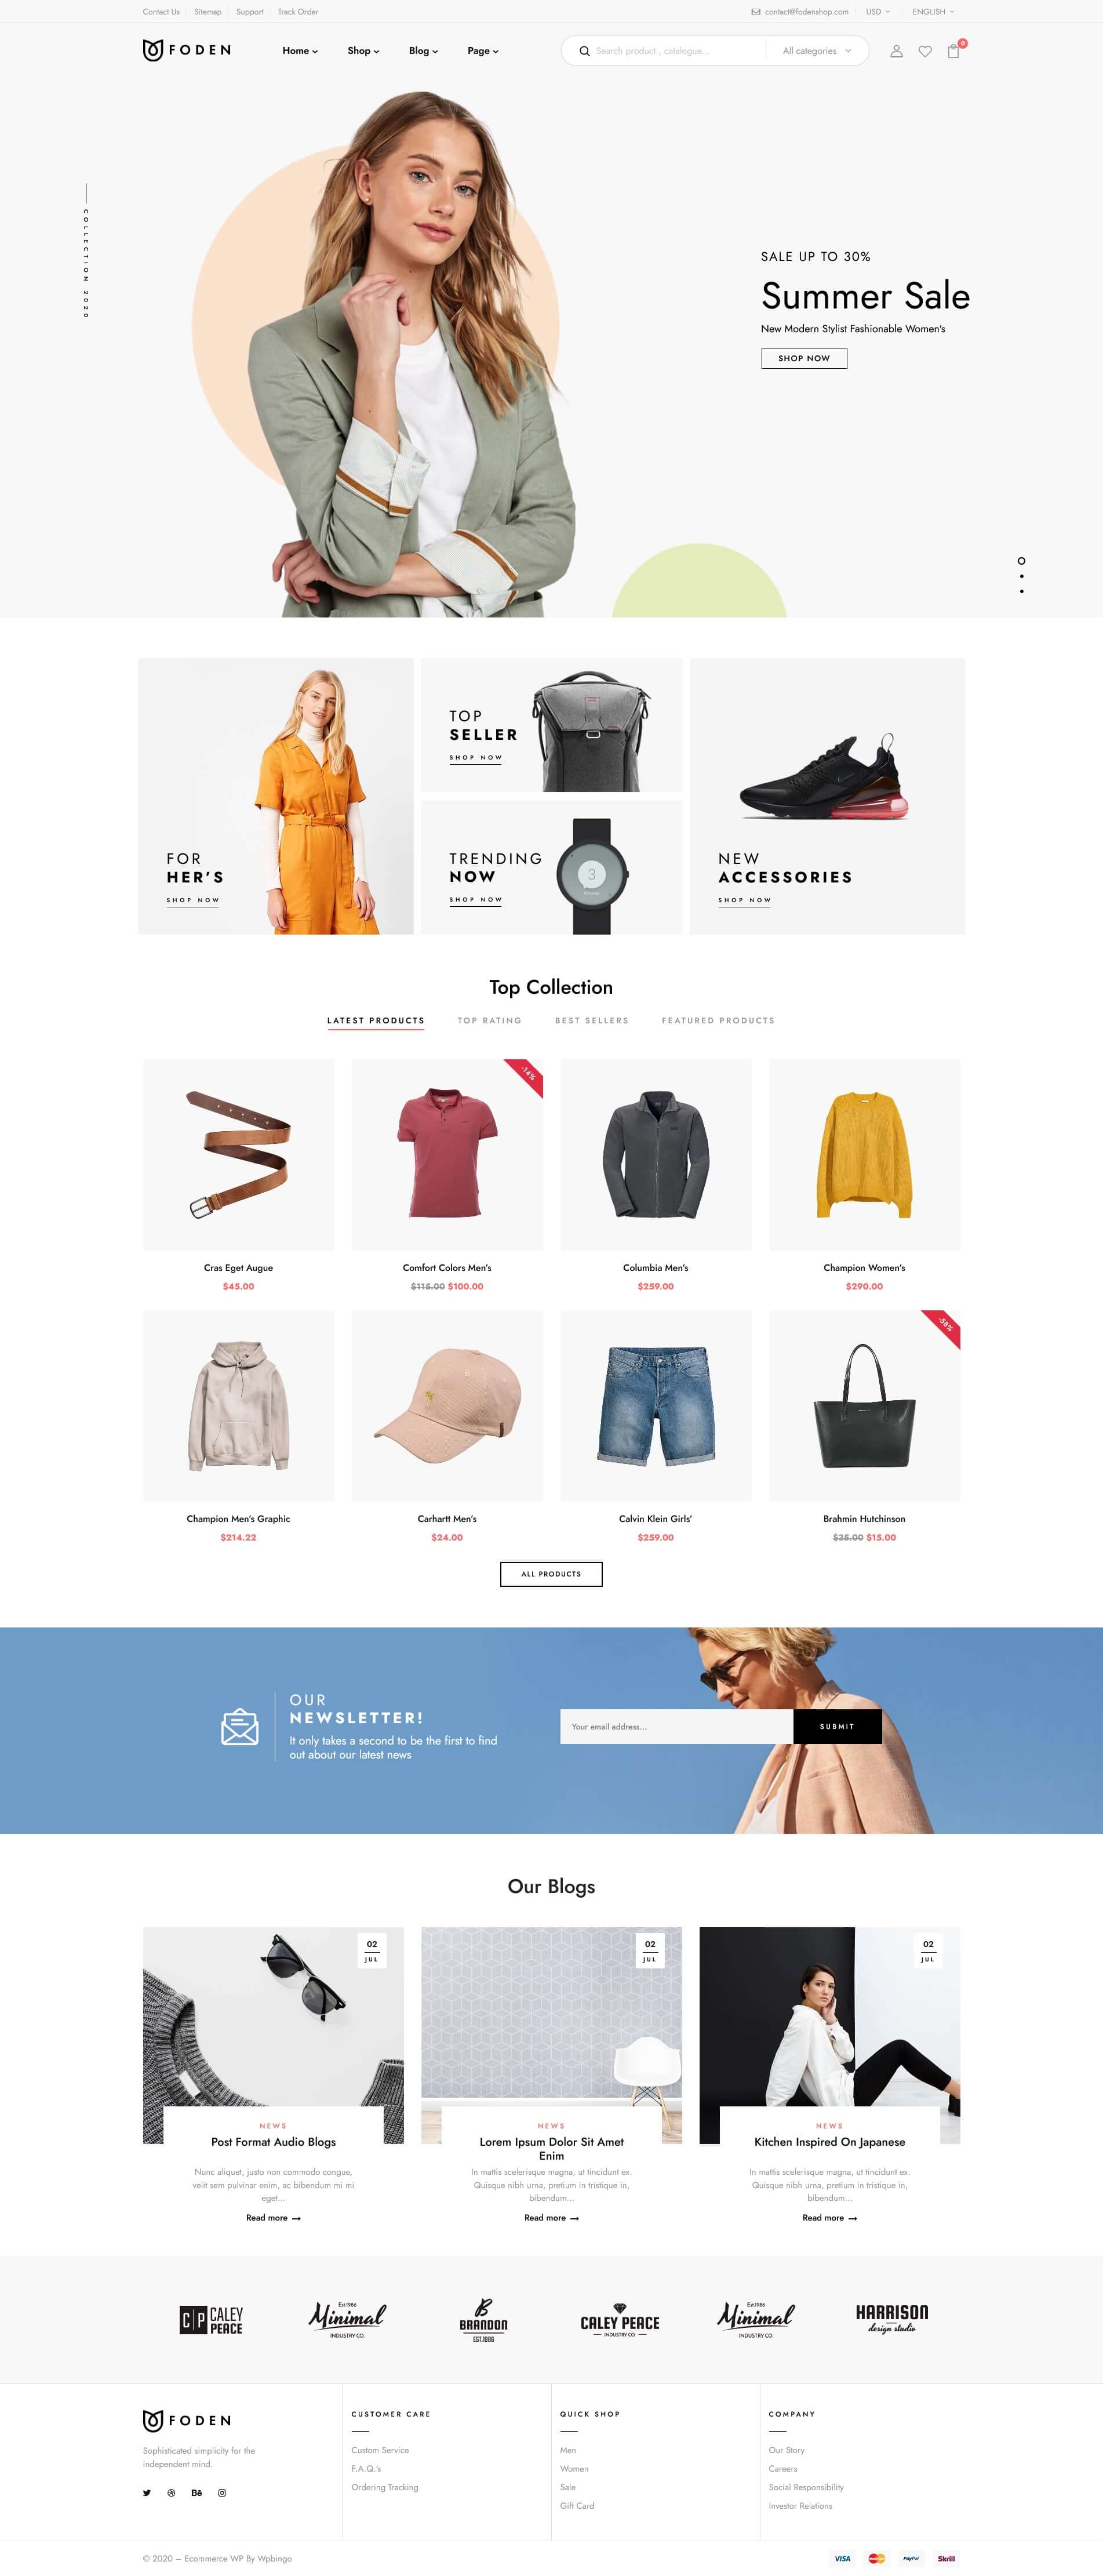 Contact Us
Sitemap
Support
Track Order
contact@fodenshop.com
USD
ENGLISH
FODEN
Home
Shop
Blog
Page
Search product , catalogue...
All categories
0
COLLECTION 2020
SALE UP TO 30%
Summer Sale
New Modern Stylist Fashionable Women's
SHOP NOW
FOR
HER'S
SHOP NOW
TOP
SELLER
SHOP NOW
TRENDING
NOW
SHOP NOW
3
NEW
ACCESSORIES
SHOP NOW
Top Collection
LATEST PRODUCTS
TOP RATING
BEST SELLERS
FEATURED PRODUCTS
-14%
Cras Eget Augue
$45.00
Comfort Colors Men's
$115.00 $100.00
Columbia Men's
$259.00
Champion Women's
$290.00
-58%
Champion Men's Graphic
$214.22
Carhartt Men's
$24.00
Calvin Klein Girls'
$259.00
Brahmin Hutchinson
$35.00 $15.00
ALL PRODUCTS
OUR
NEWSLETTER!
It only takes a second to be the first to find
out about our latest news
Your email address...
SUBMIT
Our Blogs
02
JUL
NEWS
Post Format Audio Blogs
Nunc aliquet, justo non commodo congue,
velit sem pulvinar enim, ac bibendum mi mi
eget...
Read more
02
JUL
NEWS
Lorem Ipsum Dolor Sit Amet
Enim
In mattis scelerisque magna, ut tincidunt ex.
Quisque nibh urna, pretium in tristique in,
bibendum...
Read more
02
JUL
NEWS
Kitchen Inspired On Japanese
In mattis scelerisque magna, ut tincidunt ex.
Quisque nibh urna, pretium in tristique in,
bibendum...
Read more
C P CALEY
PEACE
Est.1986
Minimal
INDUSTRY CO.
B
BRANDON
EST.1986
CALEY PEACE
INDUSTRY CO.
Est.1986
Minimal
INDUSTRY CO.
HARRISON
design studio
FODEN
Sophisticated simplicity for the
independent mind.
Bē
CUSTOMER CARE
Custom Service
F.A.Q.'s
Ordering Tracking
QUICK SHOP
Men
Women
Sale
Gift Card
COMPANY
Our Story
Careers
Social Responsibility
Investor Relations
© 2020 – Ecommerce WP By Wpbingo
VISA
MasterCard
PayPal
Skrill